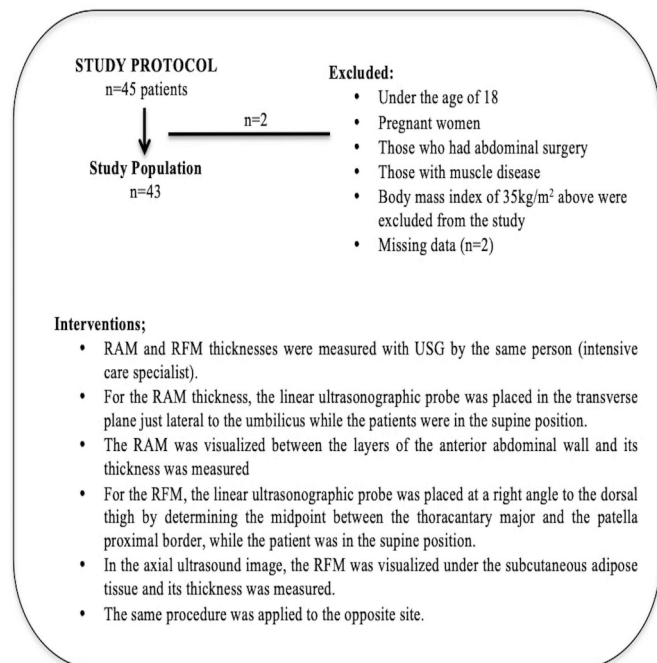 STUDY PROTOCOL
n=45 patients
n=2
Study Population
n=43
Excluded:
• Under the age of 18
• Pregnant women
• Those who had abdominal surgery
• Those with muscle disease
• Body mass index of 35kg/m² above were
excluded from the study
• Missing data (n=2)
Interventions;
• RAM and RFM thicknesses were measured with USG by the same person (intensive
care specialist).
• For the RAM thickness, the linear ultrasonographic probe was placed in the transverse
plane just lateral to the umbilicus while the patients were in the supine position.
• The RAM was visualized between the layers of the anterior abdominal wall and its
thickness was measured
• For the RFM, the linear ultrasonographic probe was placed at a right angle to the dorsal
thigh by determining the midpoint between the thoracantary major and the patella
proximal border, while the patient was in the supine position.
• In the axial ultrasound image, the RFM was visualized under the subcutaneous adipose
tissue and its thickness was measured.
• The same procedure was applied to the opposite site.